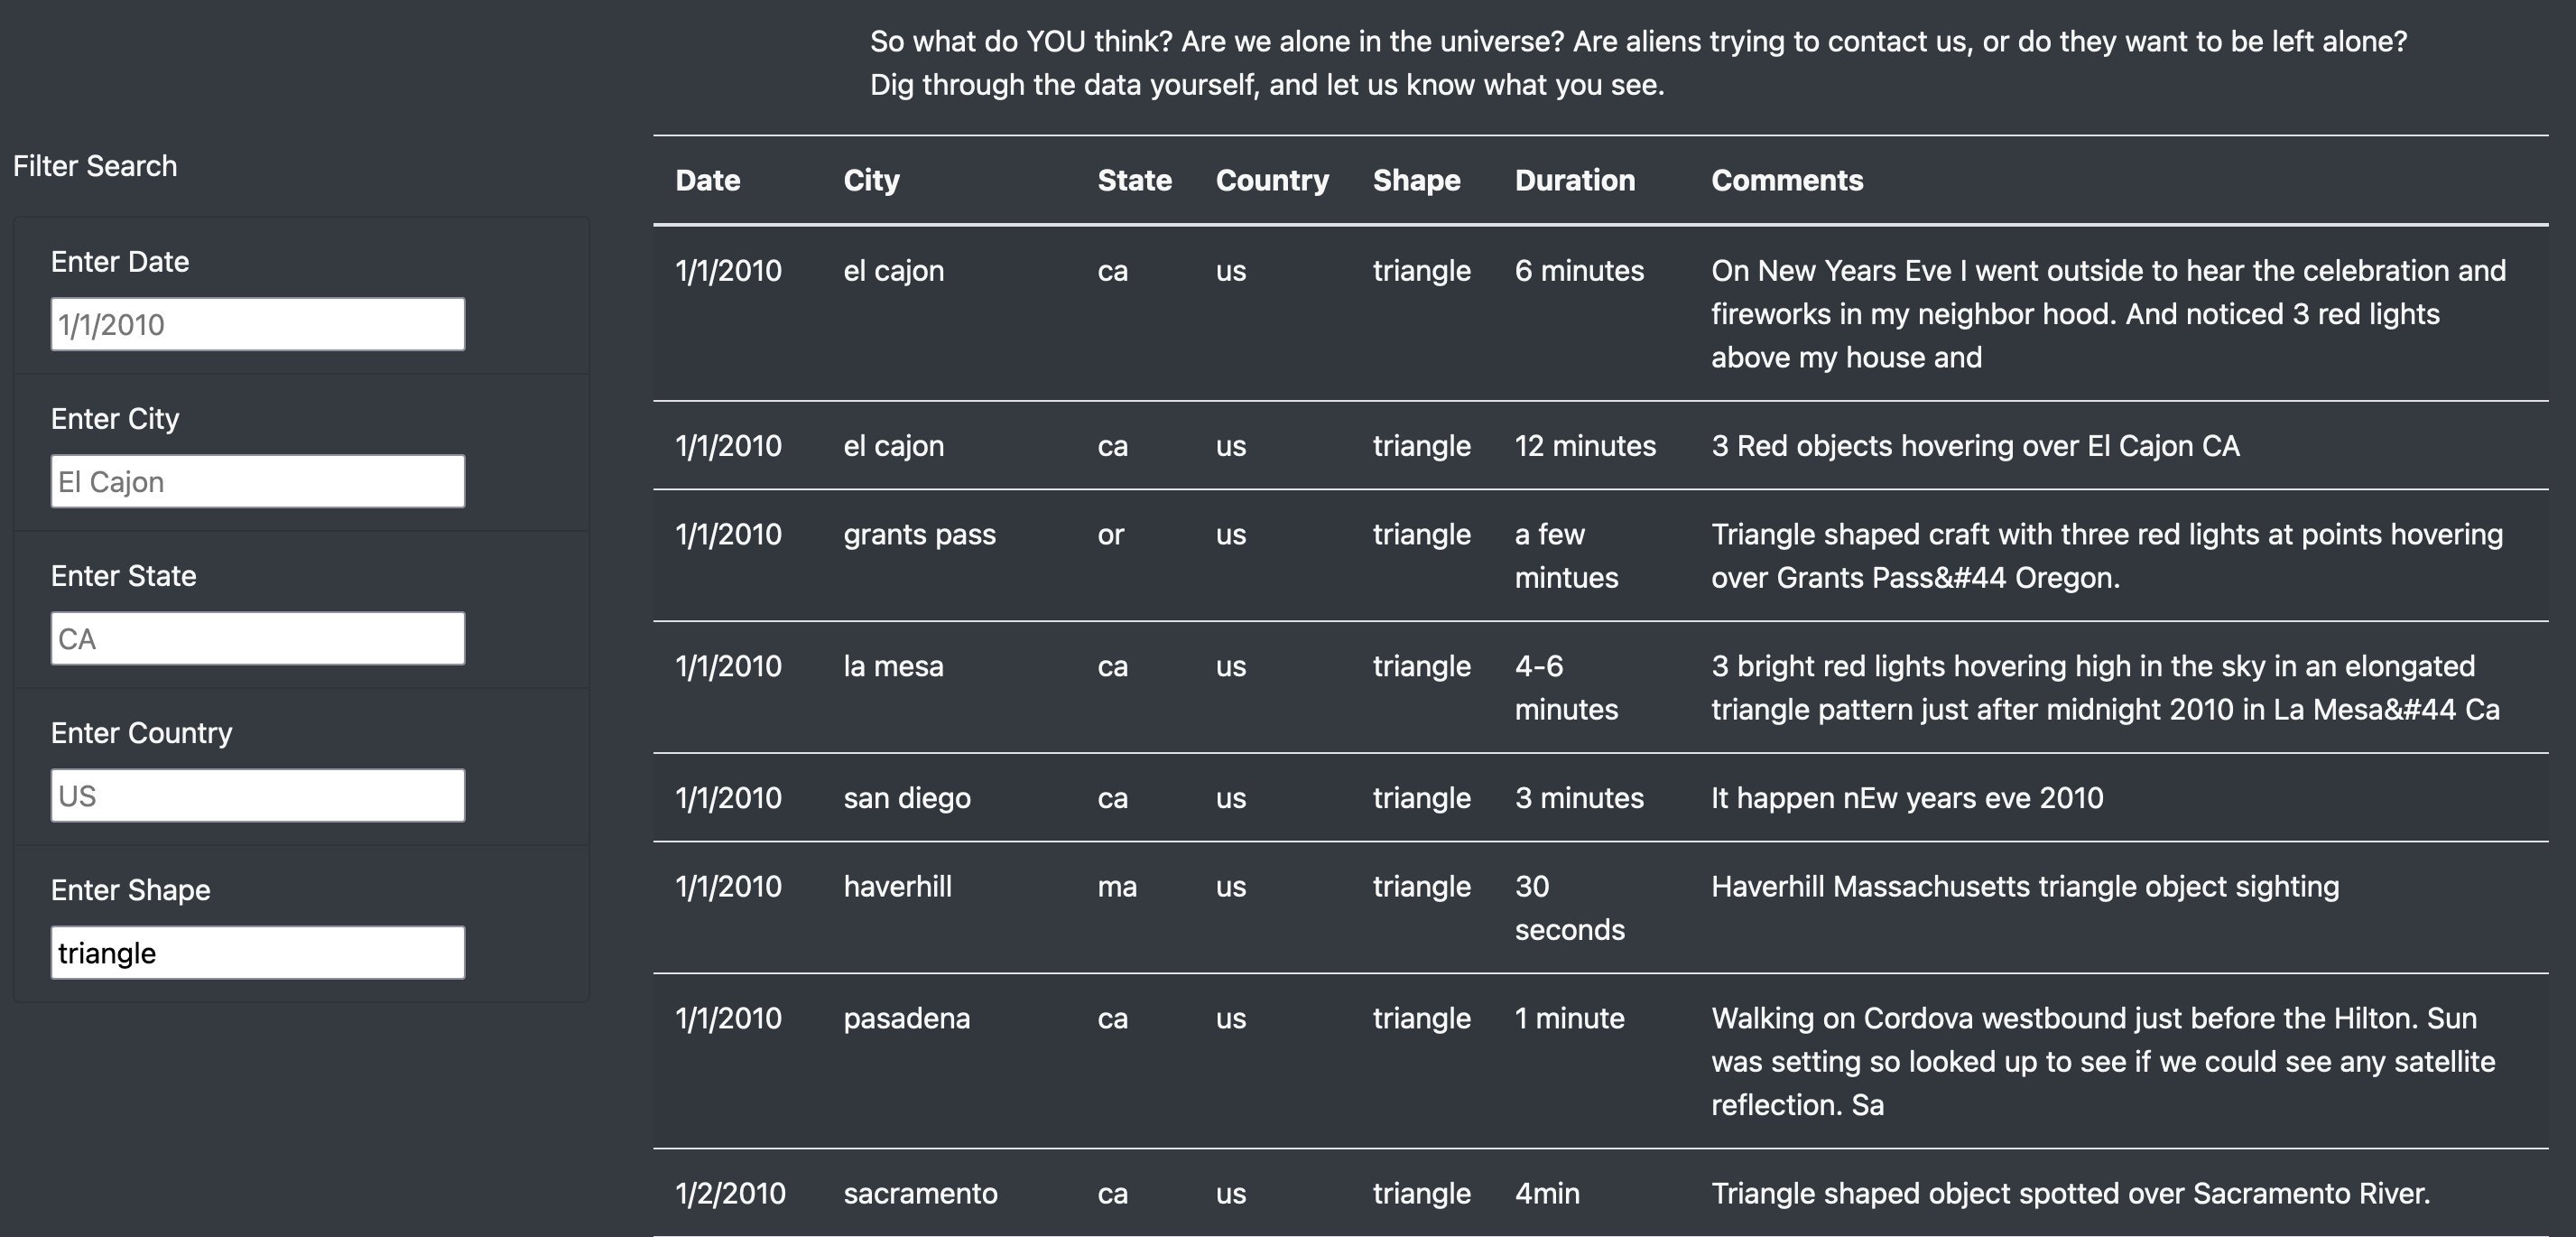 So what do YOU think? Are we alone in the universe? Are aliens trying to contact us, or do they want to be left alone?
Dig through the data yourself, and let us know what you see.
Filter Search
Enter Date
1/1/2010
Enter City
El Cajon
Enter State
CA
Enter Country
US
Enter Shape
triangle
Date City State Country Shape Duration Comments
1/1/2010 el cajon ca us triangle 6 minutes On New Years Eve I went outside to hear the celebration and
fireworks in my neighbor hood. And noticed 3 red lights
above my house and
1/1/2010 el cajon ca us triangle 12 minutes 3 Red objects hovering over El Cajon CA
1/1/2010 grants pass or us triangle a few Triangle shaped craft with three red lights at points hovering
mintues over Grants Pass&#44 Oregon.
1/1/2010 la mesa ca us triangle 4-6 3 bright red lights hovering high in the sky in an elongated
minutes triangle pattern just after midnight 2010 in La Mesa&#44 Ca
1/1/2010 san diego ca us triangle 3 minutes It happen nEw years eve 2010
1/1/2010 haverhill ma us triangle 30 Haverhill Massachusetts triangle object sighting
seconds
1/1/2010 pasadena ca us triangle 1 minute Walking on Cordova westbound just before the Hilton. Sun
was setting so looked up to see if we could see any satellite
reflection. Sa
1/2/2010 sacramento ca us triangle 4min Triangle shaped object spotted over Sacramento River.